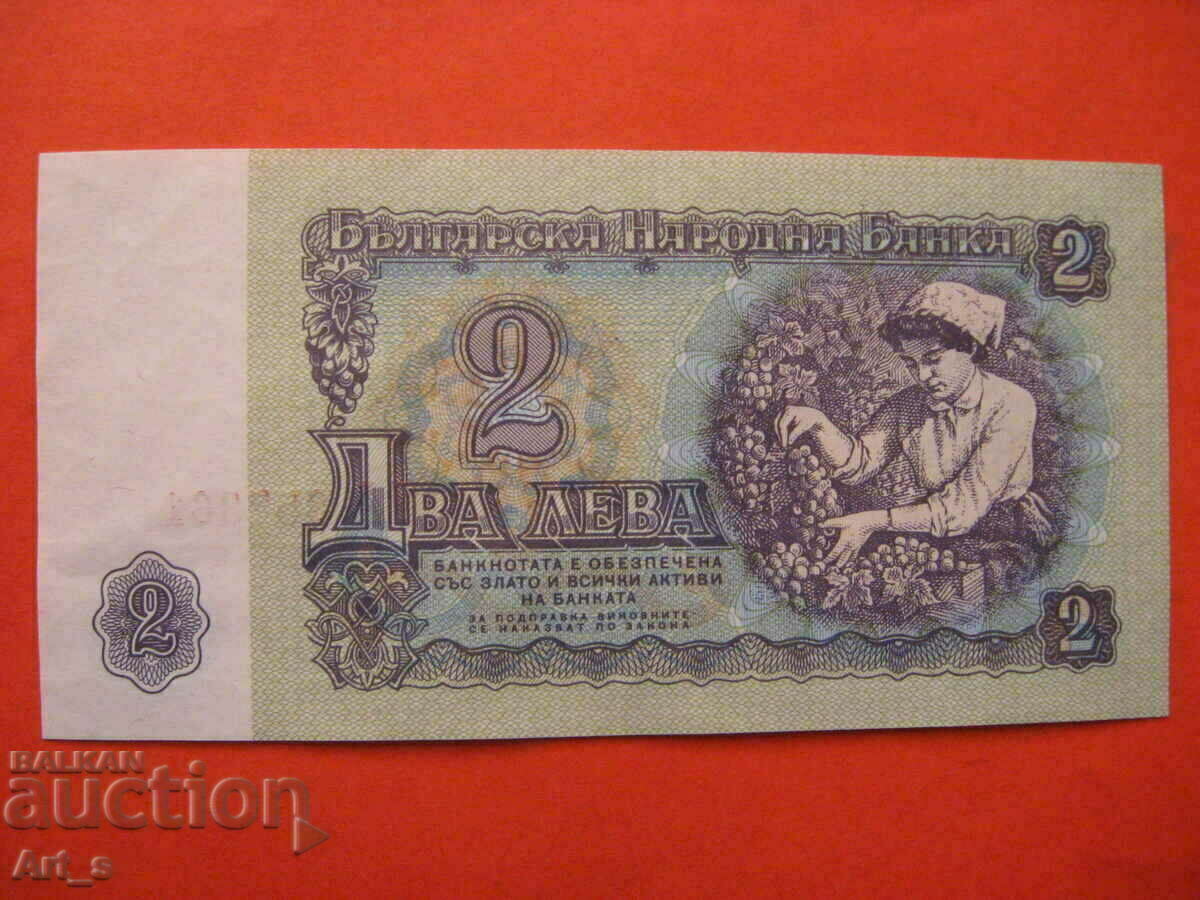 Българска Народна Банка 2
2
Два лева
БАНКНОТАТА Е ОБЕЗПЕЧЕНА
СЪС ЗЛАТО И ВСИЧКИ АКТИВИ
НА БАНКАТА
ЗА ПОДПРАВКА ВИНОВНИТЕ
СЕ НАКАЗВАТ ПО ЗАКОНА
2
2
BALKAN
auction
Art_s